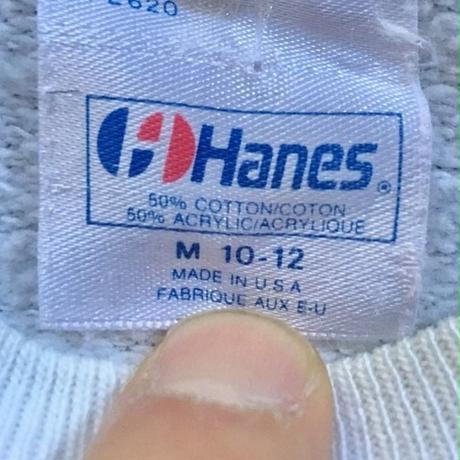 Hanes®
50% COTTON/COTON
50% ACRYLIC/ACRYLIQUE
M 10-12
MADE IN U S A
FABRIQUE AUX E-U